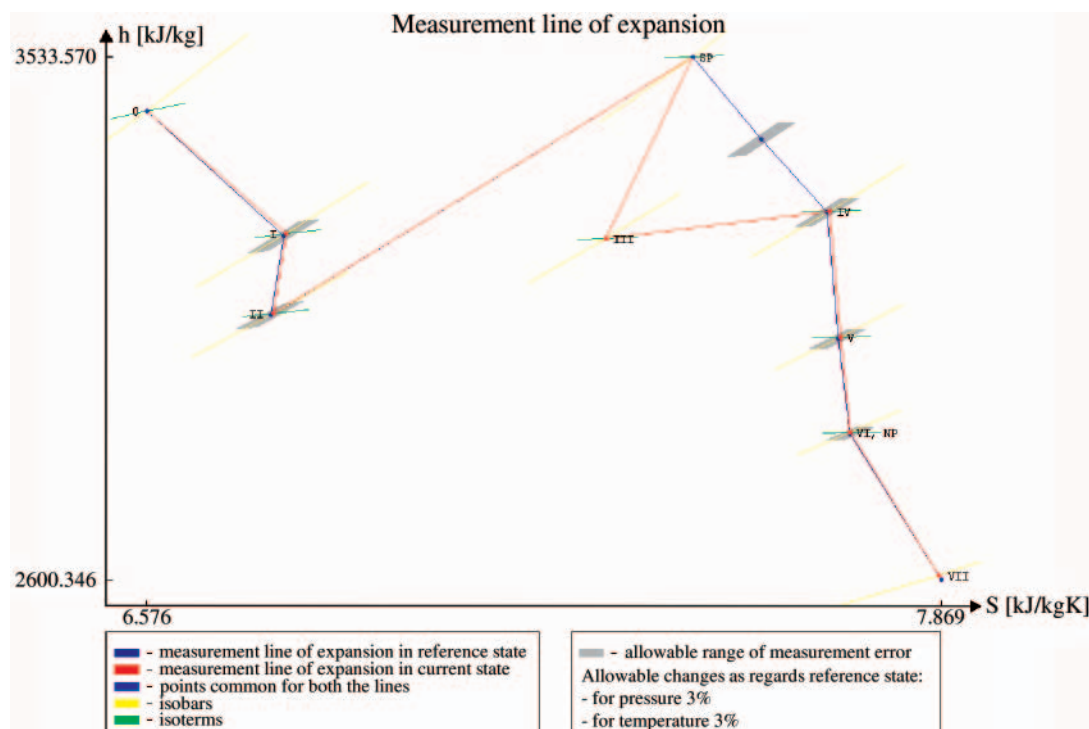 Measurement line of expansion
h [kJ/kg]
3533.570
SP
0
I
IV
III
II
V
VI, NP
2600.346
VII
S [kJ/kgK]
6.576
7.869
- measurement line of expansion in reference state
- measurement line of expansion in current state
- points common for both the lines
- isobars
- isoterms
- allowable range of measurement error
Allowable changes as regards reference state:
- for pressure 3%
- for temperature 3%